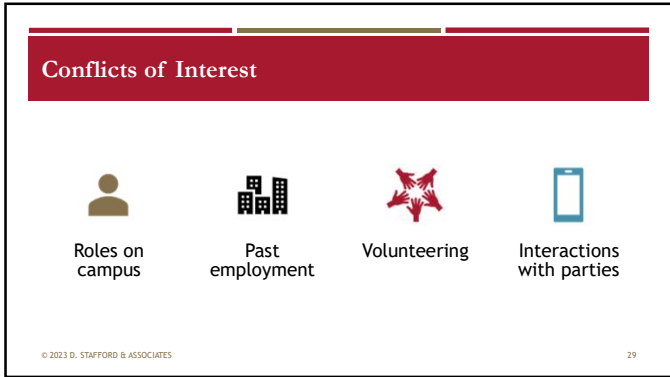 Conflicts of Interest
Roles on
campus
Past
employment
Volunteering
Interactions
with parties
© 2023 D. STAFFORD & ASSOCIATES
29